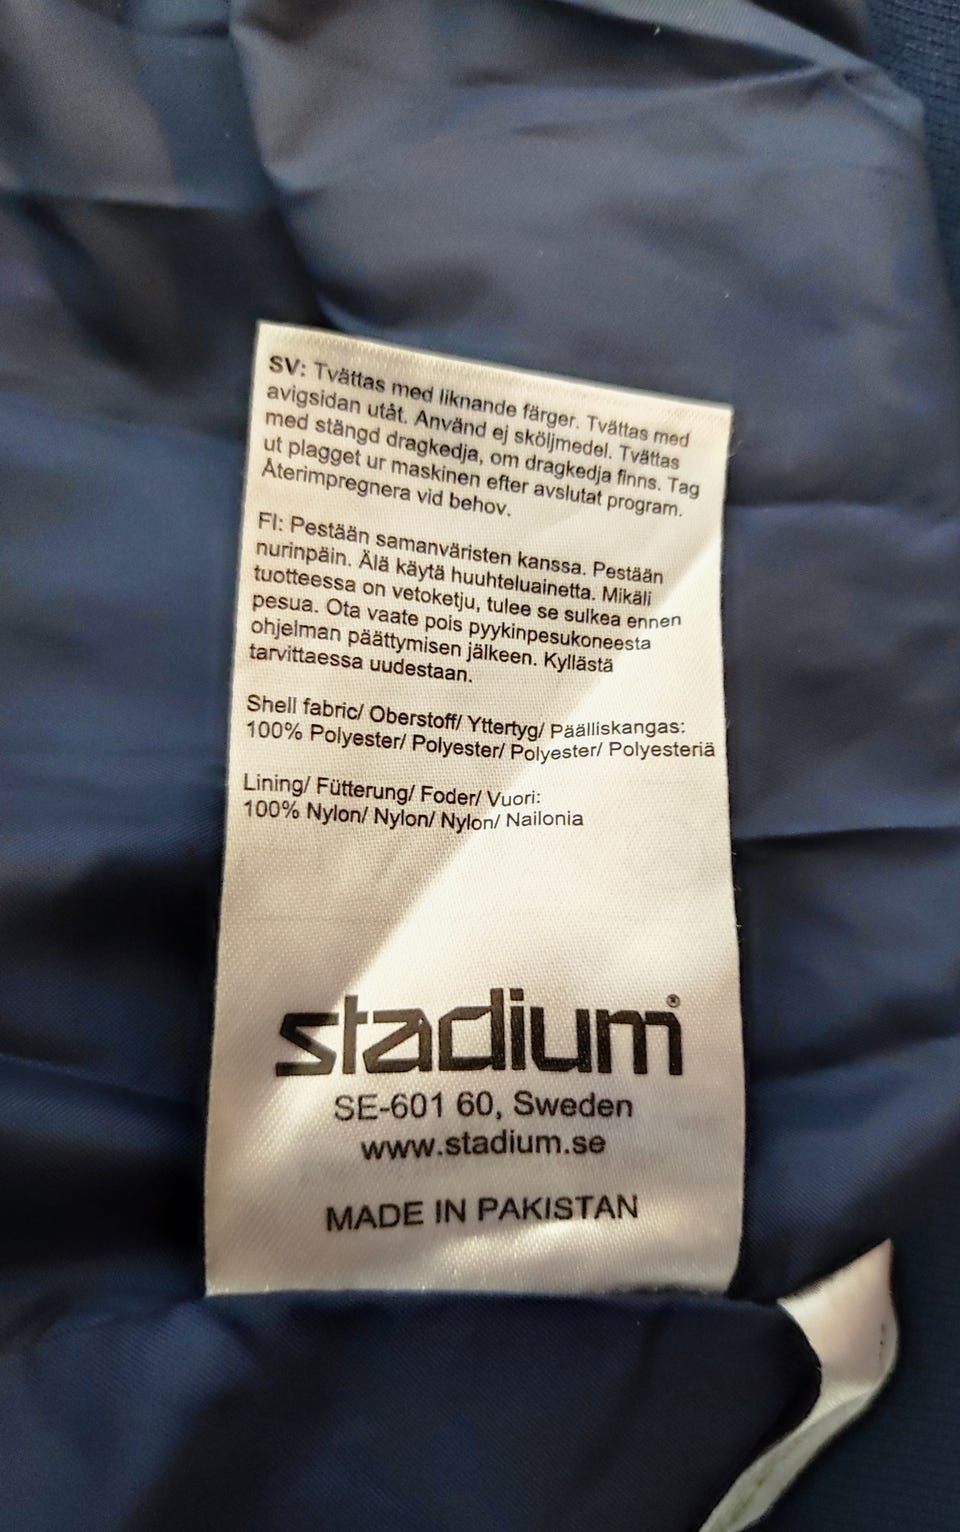 SV: Tvättas med liknande färger. Tvättas med
avigsidan utåt. Använd ej sköljmedel. Tvättas
med stängd dragkedja, om dragkedja finns. Tag
ut plagget ur maskinen efter avslutat program.
Återimpregnera vid behov.
FI: Pestään samanväristen kanssa. Pestään
nurinpäin. Älä käytä huuhteluainetta. Mikäli
tuotteessa on vetoketju, tulee se sulkea ennen
pesua. Ota vaate pois pyykinpesukoneesta
ohjelman päättymisen jälkeen. Kyllästä
tarvittaessa uudestaan.
Shell fabric/ Oberstoff/ Yttertyg/ Päälliskangas:
100% Polyester/ Polyester/ Polyester/ Polyesteriä
Lining/ Fütterung/ Foder/ Vuori:
100% Nylon/ Nylon/ Nylon/ Nailonia
stadium®
SE-601 60, Sweden
www.stadium.se
MADE IN PAKISTAN